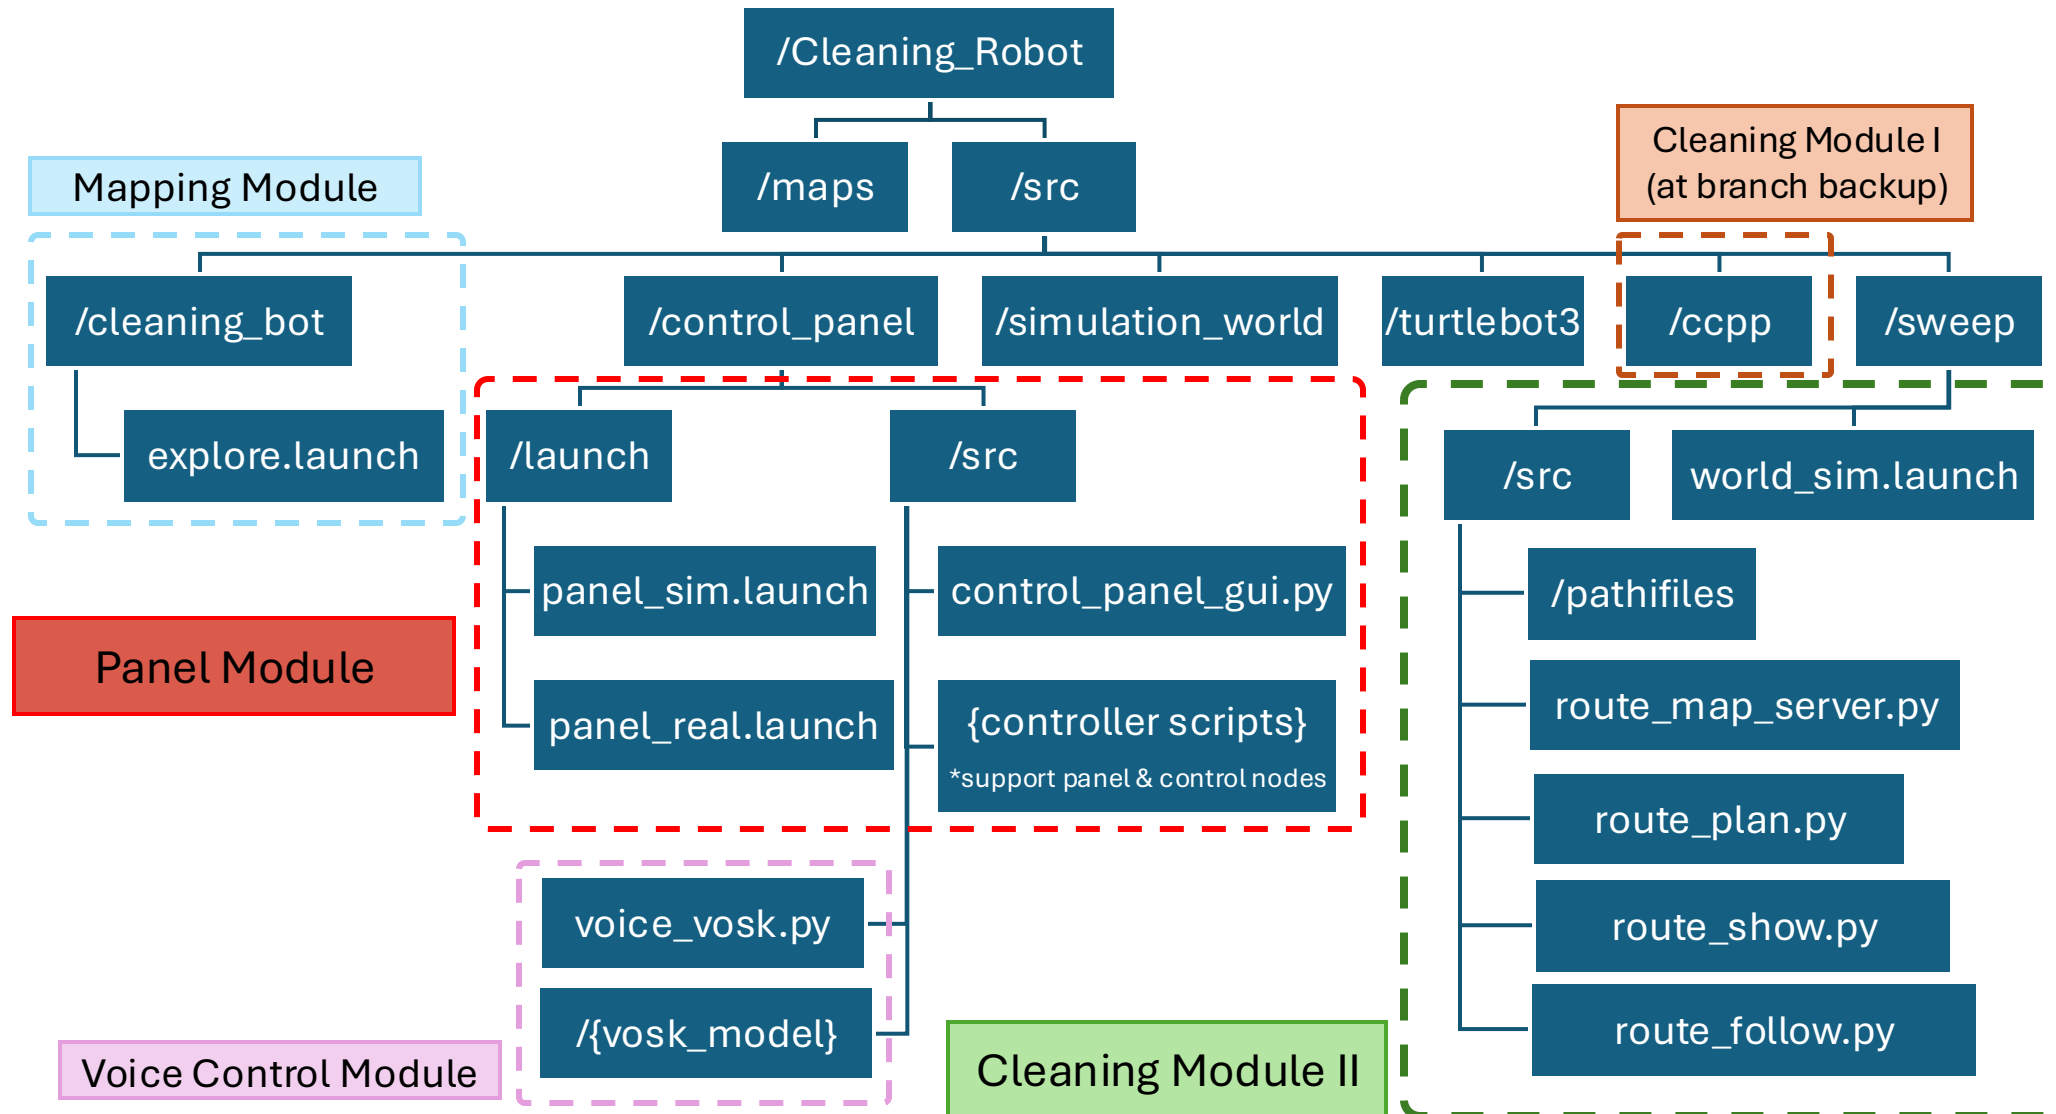 /Cleaning_Robot
/maps
/src
Cleaning Module I
(at branch backup)
Mapping Module
/cleaning_bot
/control_panel
/simulation_world
/turtlebot3
/ccpp
/sweep
explore.launch
/launch
/src
/src
world_sim.launch
panel_sim.launch
control_panel_gui.py
/pathifiles
Panel Module
panel_real.launch
{controller scripts}
*support panel & control nodes
route_map_server.py
route_plan.py
voice_vosk.py
route_show.py
/{vosk_model}
route_follow.py
Voice Control Module
Cleaning Module II